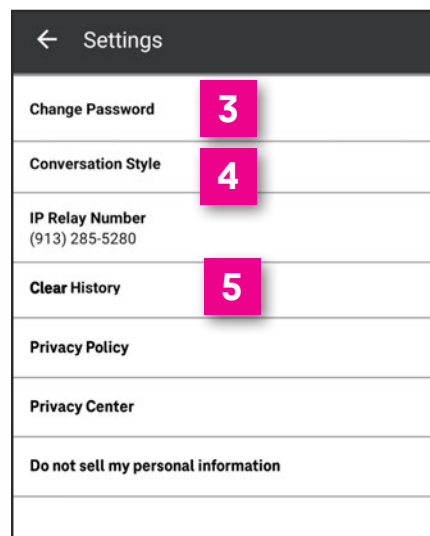 ← Settings
Change Password
3
Conversation Style
4
IP Relay Number
(913) 285-5280
Clear History
5
Privacy Policy
Privacy Center
Do not sell my personal information